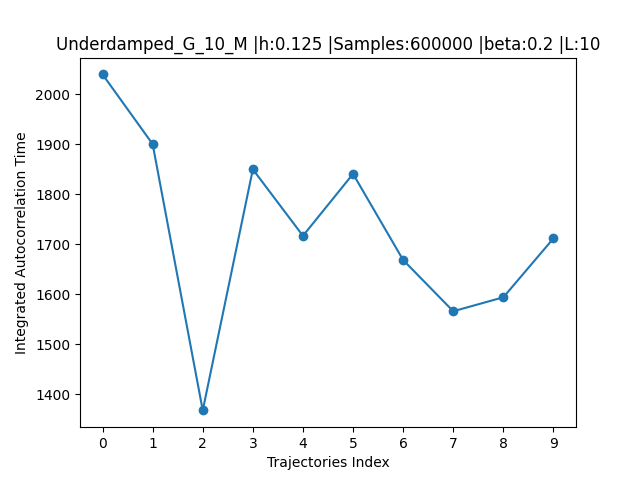 Underdamped_G_10_M |h:0.125 |Samples:600000 |beta:0.2 |L:10
Integrated Autocorrelation Time
2000
1900
1800
1700
1600
1500
1400
0 1 2 3 4 5 6 7 8 9
Trajectories Index